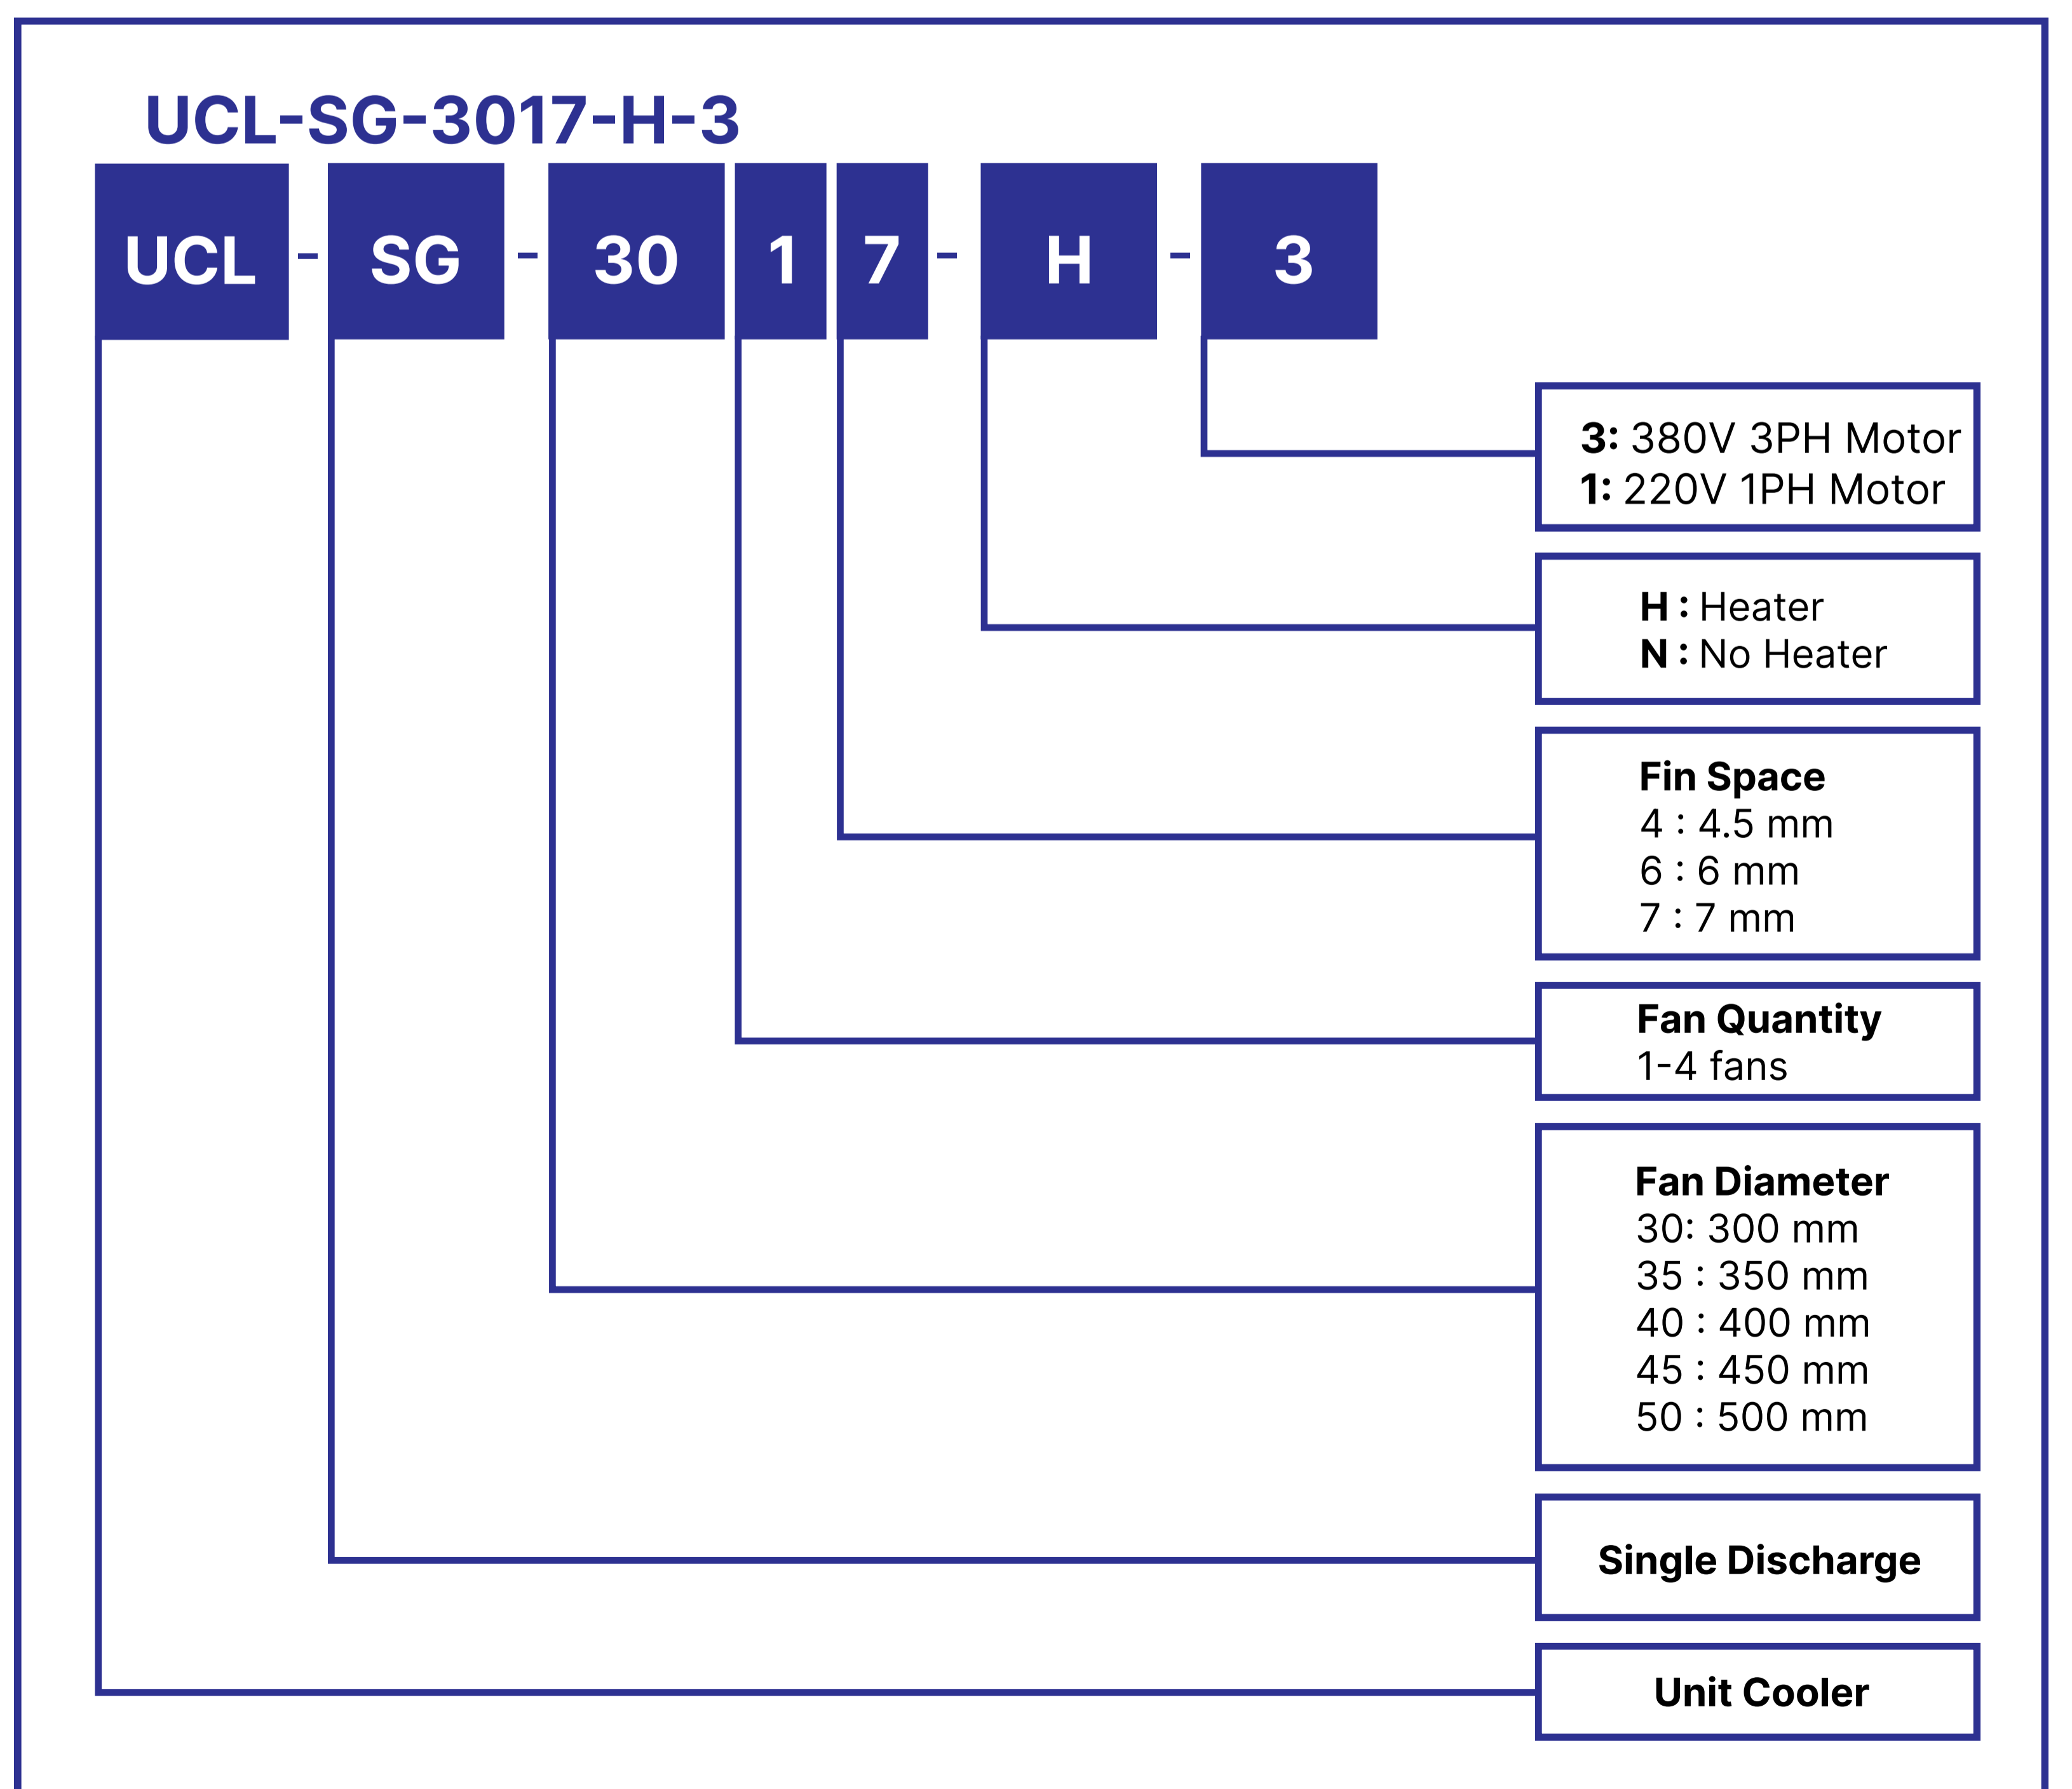 UCL-SG-3017-H-3
UCL - SG - 30 1 7 - H - 3
3: 380V 3PH Motor
1: 220V 1PH Motor
H : Heater
N : No Heater
Fin Space
4 : 4.5 mm
6 : 6 mm
7 : 7 mm
Fan Quantity
1-4 fans
Fan Diameter
30: 300 mm
35 : 350 mm
40 : 400 mm
45 : 450 mm
50 : 500 mm
Single Discharge
Unit Cooler